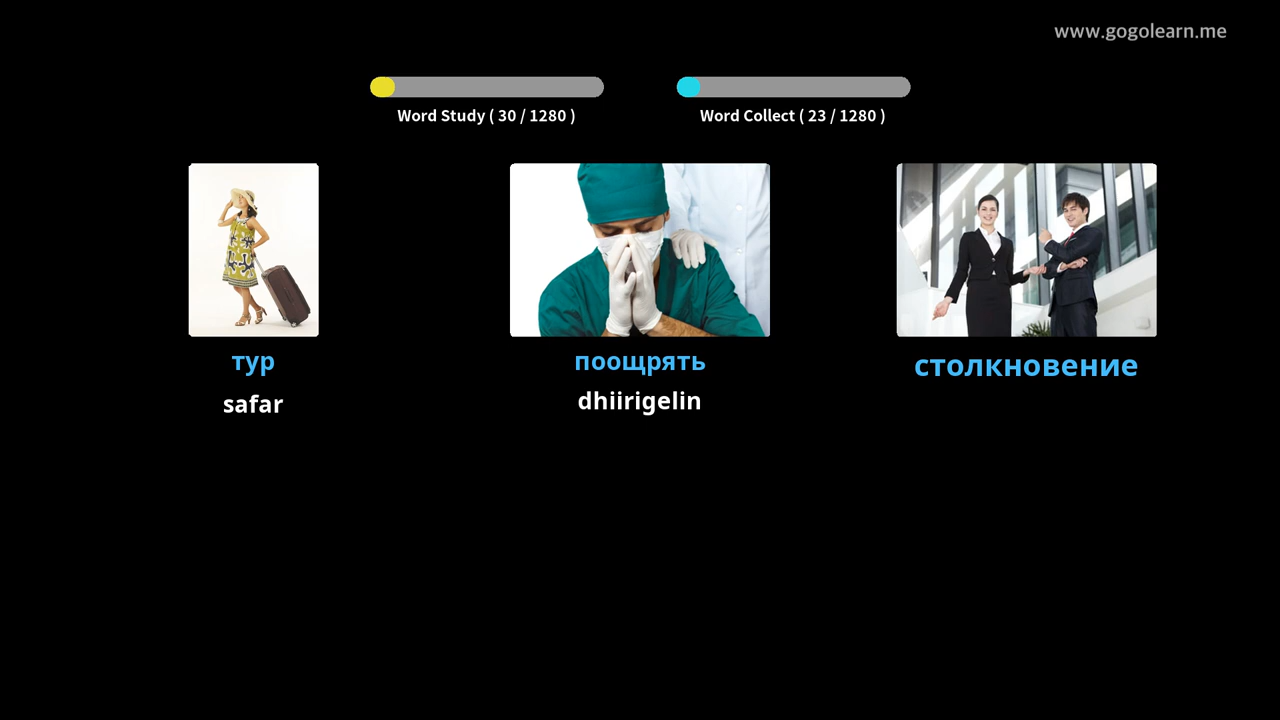 www.gogolearn.me
Word Study ( 30 / 1280 )
Word Collect ( 23 / 1280 )
тур
safar
поощрять
dhiirigelin
столкновение